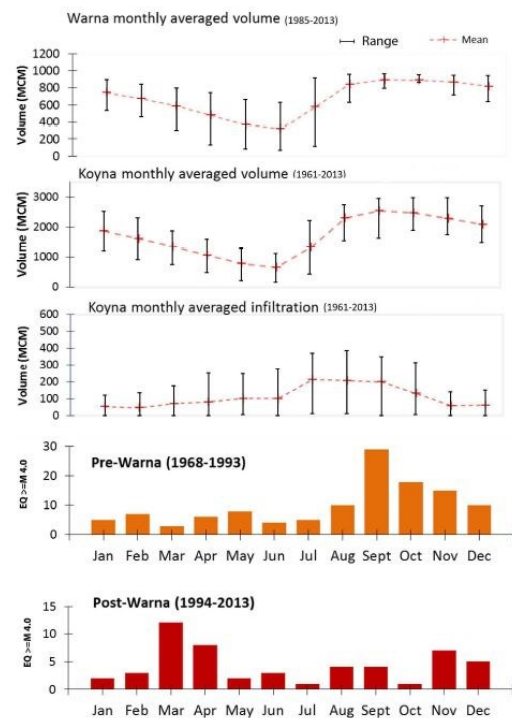 Warna monthly averaged volume (1985-2013)
Range Mean
Volume (MCM)
1200
1000
800
600
400
200
0
Koyna monthly averaged volume (1961-2013)
Volume (MCM)
3000
2000
1000
0
Koyna monthly averaged infiltration (1961-2013)
Volume (MCM)
600
500
400
300
200
100
0
Pre-Warna (1968-1993)
EQ >=M 4.0
30
20
10
0
Jan Feb Mar Apr May Jun Jul Aug Sept Oct Nov Dec
Post-Warna (1994-2013)
EQ >=M 4.0
15
10
5
0
Jan Feb Mar Apr May Jun Jul Aug Sept Oct Nov Dec